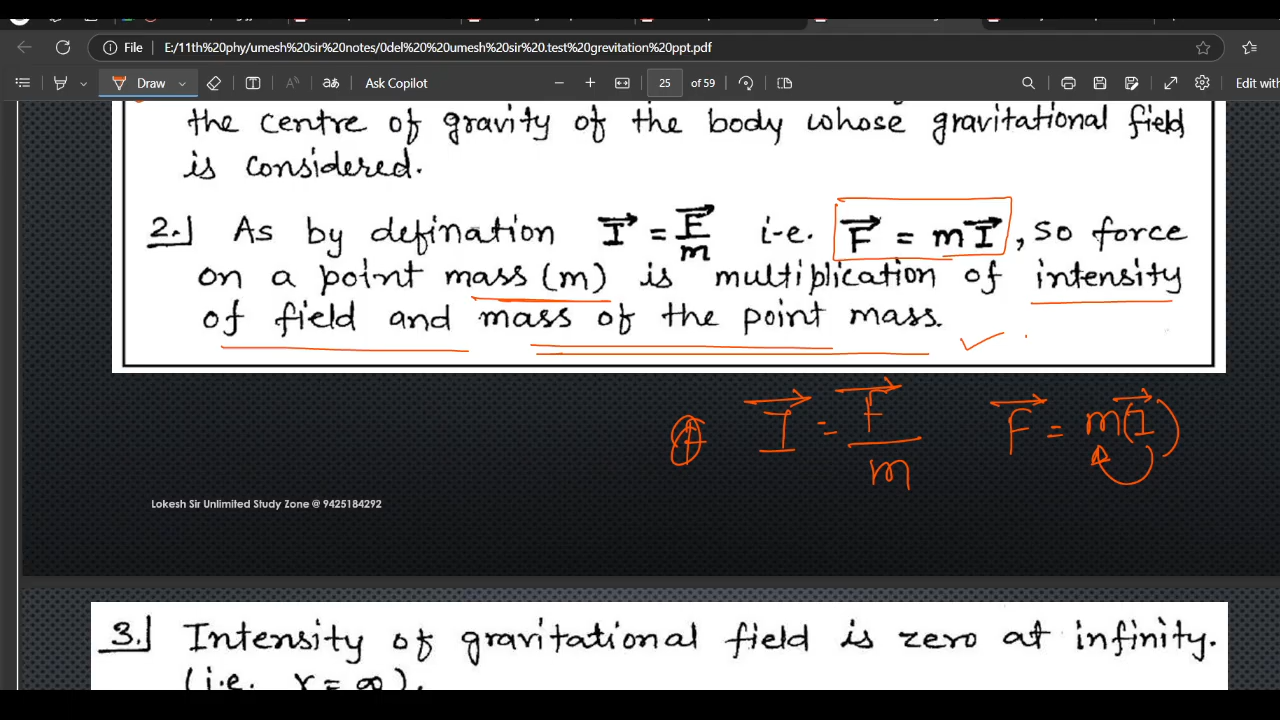 File E:/11th%20phy/umesh%20sir%20notes/0del%20%20umesh%20sir%20.test%20grevitation%20ppt.pdf
Draw aあ Ask Copilot 25 of 59 Edit with
the centre of gravity of the body whose gravitational field
is considered.
2.] As by defination I⃗ = F⃗/m i.e. F⃗ = mI⃗, so force
on a point mass (m) is multiplication of intensity
of field and mass of the point mass.
I⃗ = F⃗/m F⃗ = m(I⃗)
Lokesh Sir Unlimited Study Zone @ 9425184292
3.] Intensity of gravitational field is zero at infinity.
(i.e. r = ∞).